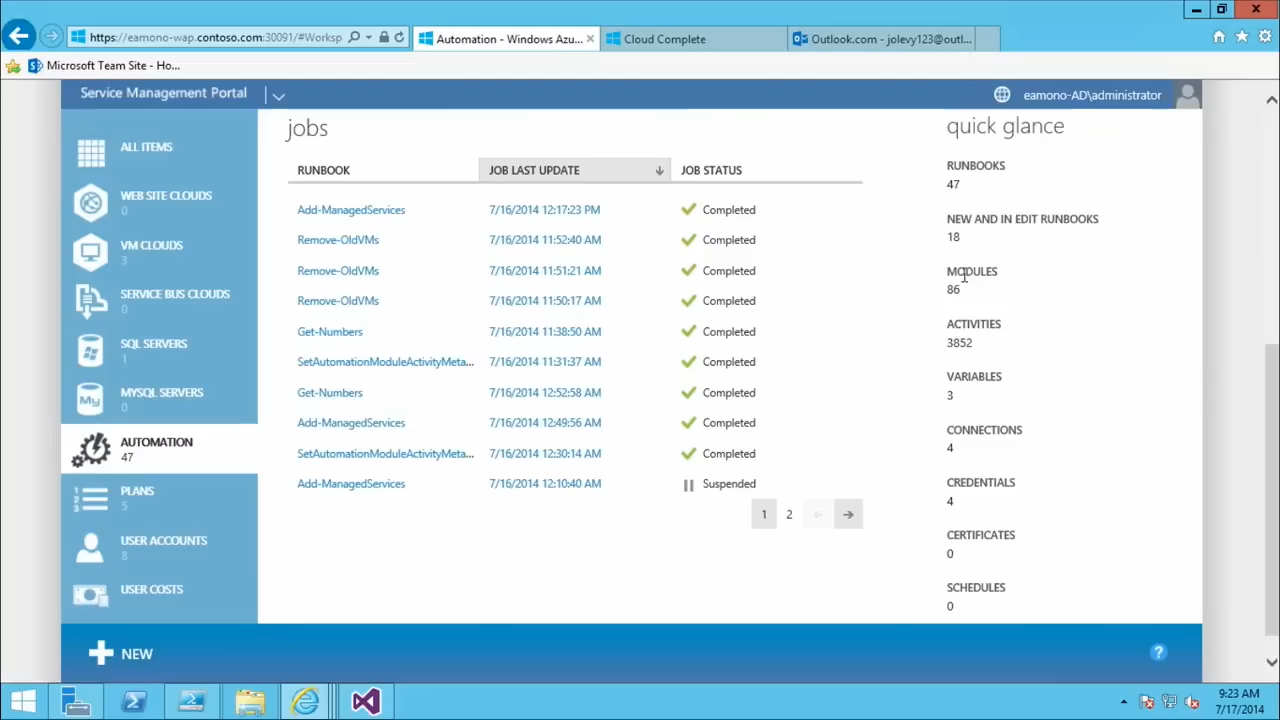 https://eamono-wap.contoso.com:30091/#Worksp
Automation - Windows Azu...
Cloud Complete
Outlook.com - jolevy123@outl...
Microsoft Team Site - Ho...
Service Management Portal
eamono-AD\administrator
ALL ITEMS
WEB SITE CLOUDS
0
VM CLOUDS
3
SERVICE BUS CLOUDS
0
SQL SERVERS
1
MYSQL SERVERS
0
My
AUTOMATION
47
PLANS
5
USER ACCOUNTS
8
USER COSTS
jobs
RUNBOOK JOB LAST UPDATE JOB STATUS
Add-ManagedServices 7/16/2014 12:17:23 PM Completed
Remove-OldVMs 7/16/2014 11:52:40 AM Completed
Remove-OldVMs 7/16/2014 11:51:21 AM Completed
Remove-OldVMs 7/16/2014 11:50:17 AM Completed
Get-Numbers 7/16/2014 11:38:50 AM Completed
SetAutomationModuleActivityMeta... 7/16/2014 11:31:37 AM Completed
Get-Numbers 7/16/2014 12:52:58 AM Completed
Add-ManagedServices 7/16/2014 12:49:56 AM Completed
SetAutomationModuleActivityMeta... 7/16/2014 12:30:14 AM Completed
Add-ManagedServices 7/16/2014 12:10:40 AM Suspended
1 2
quick glance
RUNBOOKS
47
NEW AND IN EDIT RUNBOOKS
18
MODULES
86
ACTIVITIES
3852
VARIABLES
3
CONNECTIONS
4
CREDENTIALS
4
CERTIFICATES
0
SCHEDULES
0
NEW
?
9:23 AM
7/17/2014